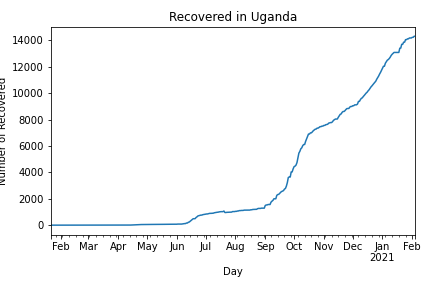 Recovered in Uganda
Number of Recovered
14000
12000
10000
8000
6000
4000
2000
0
Feb Mar Apr May Jun Jul Aug Sep Oct Nov Dec Jan Feb
2021
Day